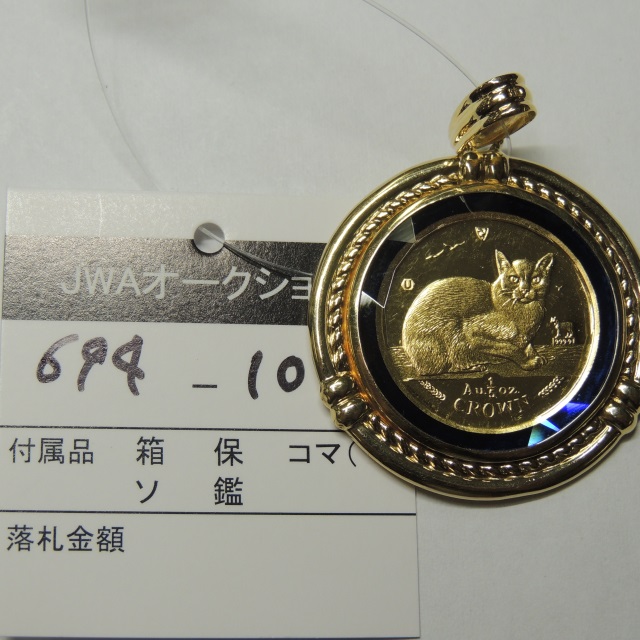 JWAオークショ
694 - 10
付属品 箱 保 コマ(
ソ 鑑
落札金額
1
Au.5 oz.
CROWN